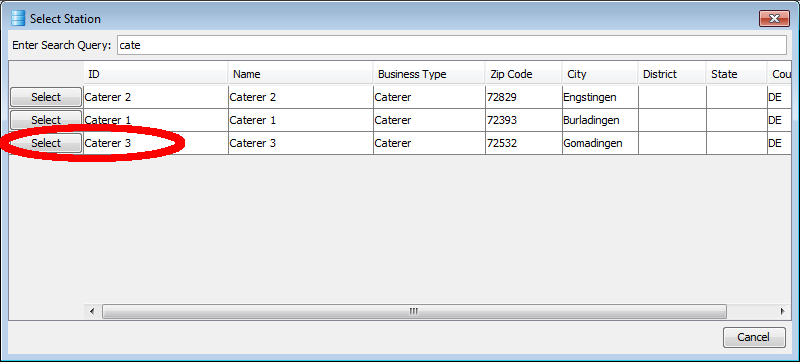 Select Station
Enter Search Query: cate
ID Name Business Type Zip Code City District State Cou
Select Caterer 2 Caterer 2 Caterer 72829 Engstingen DE
Select Caterer 1 Caterer 1 Caterer 72393 Burladingen DE
Select Caterer 3 Caterer 3 Caterer 72532 Gomadingen DE
Cancel